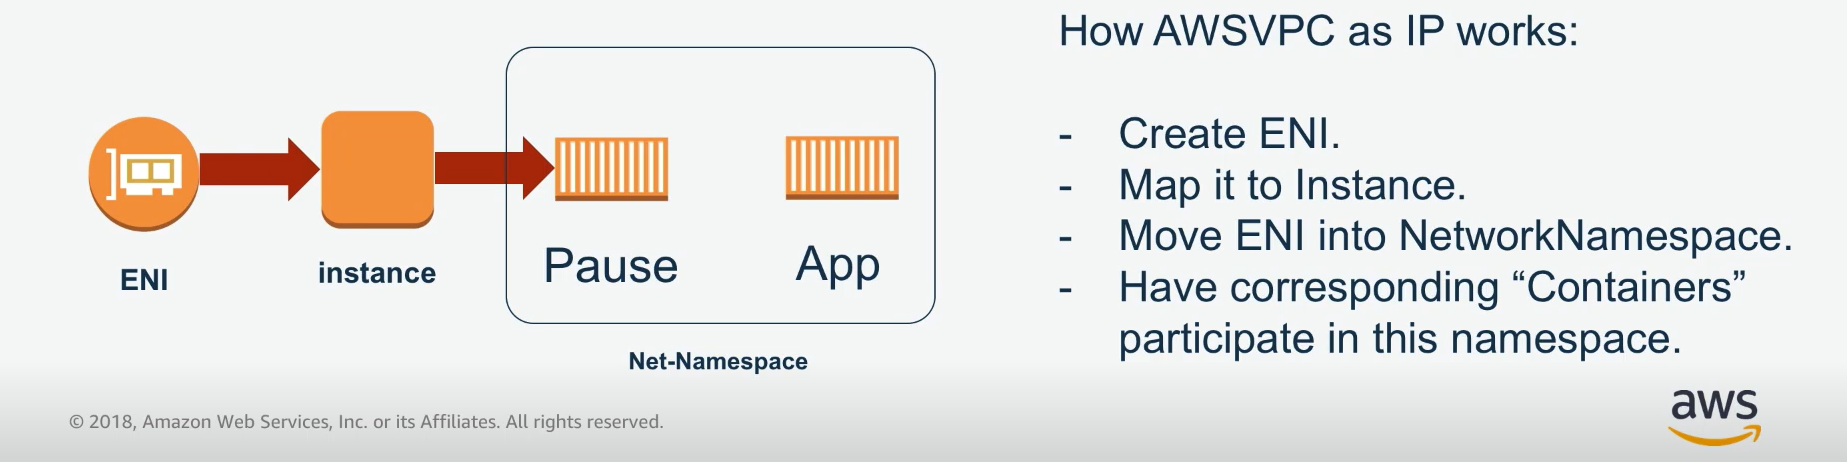 How AWSVPC as IP works:
- Create ENI.
- Map it to Instance.
- Move ENI into NetworkNamespace.
- Have corresponding “Containers”
participate in this namespace.
ENI
instance
Pause
App
Net-Namespace
© 2018, Amazon Web Services, Inc. or its Affiliates. All rights reserved.
aws